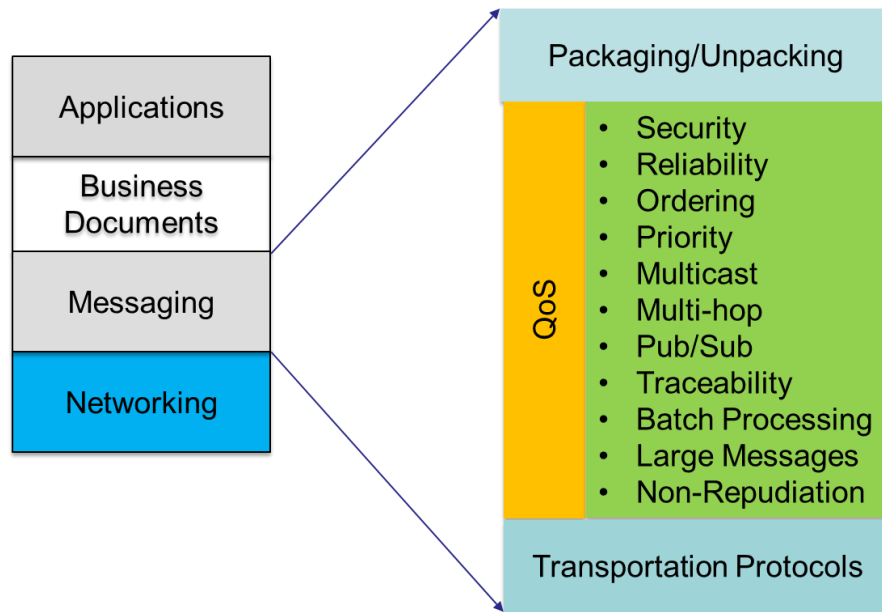 Applications
Business
Documents
Messaging
Networking
Packaging/Unpacking
QoS
• Security
• Reliability
• Ordering
• Priority
• Multicast
• Multi-hop
• Pub/Sub
• Traceability
• Batch Processing
• Large Messages
• Non-Repudiation
Transportation Protocols